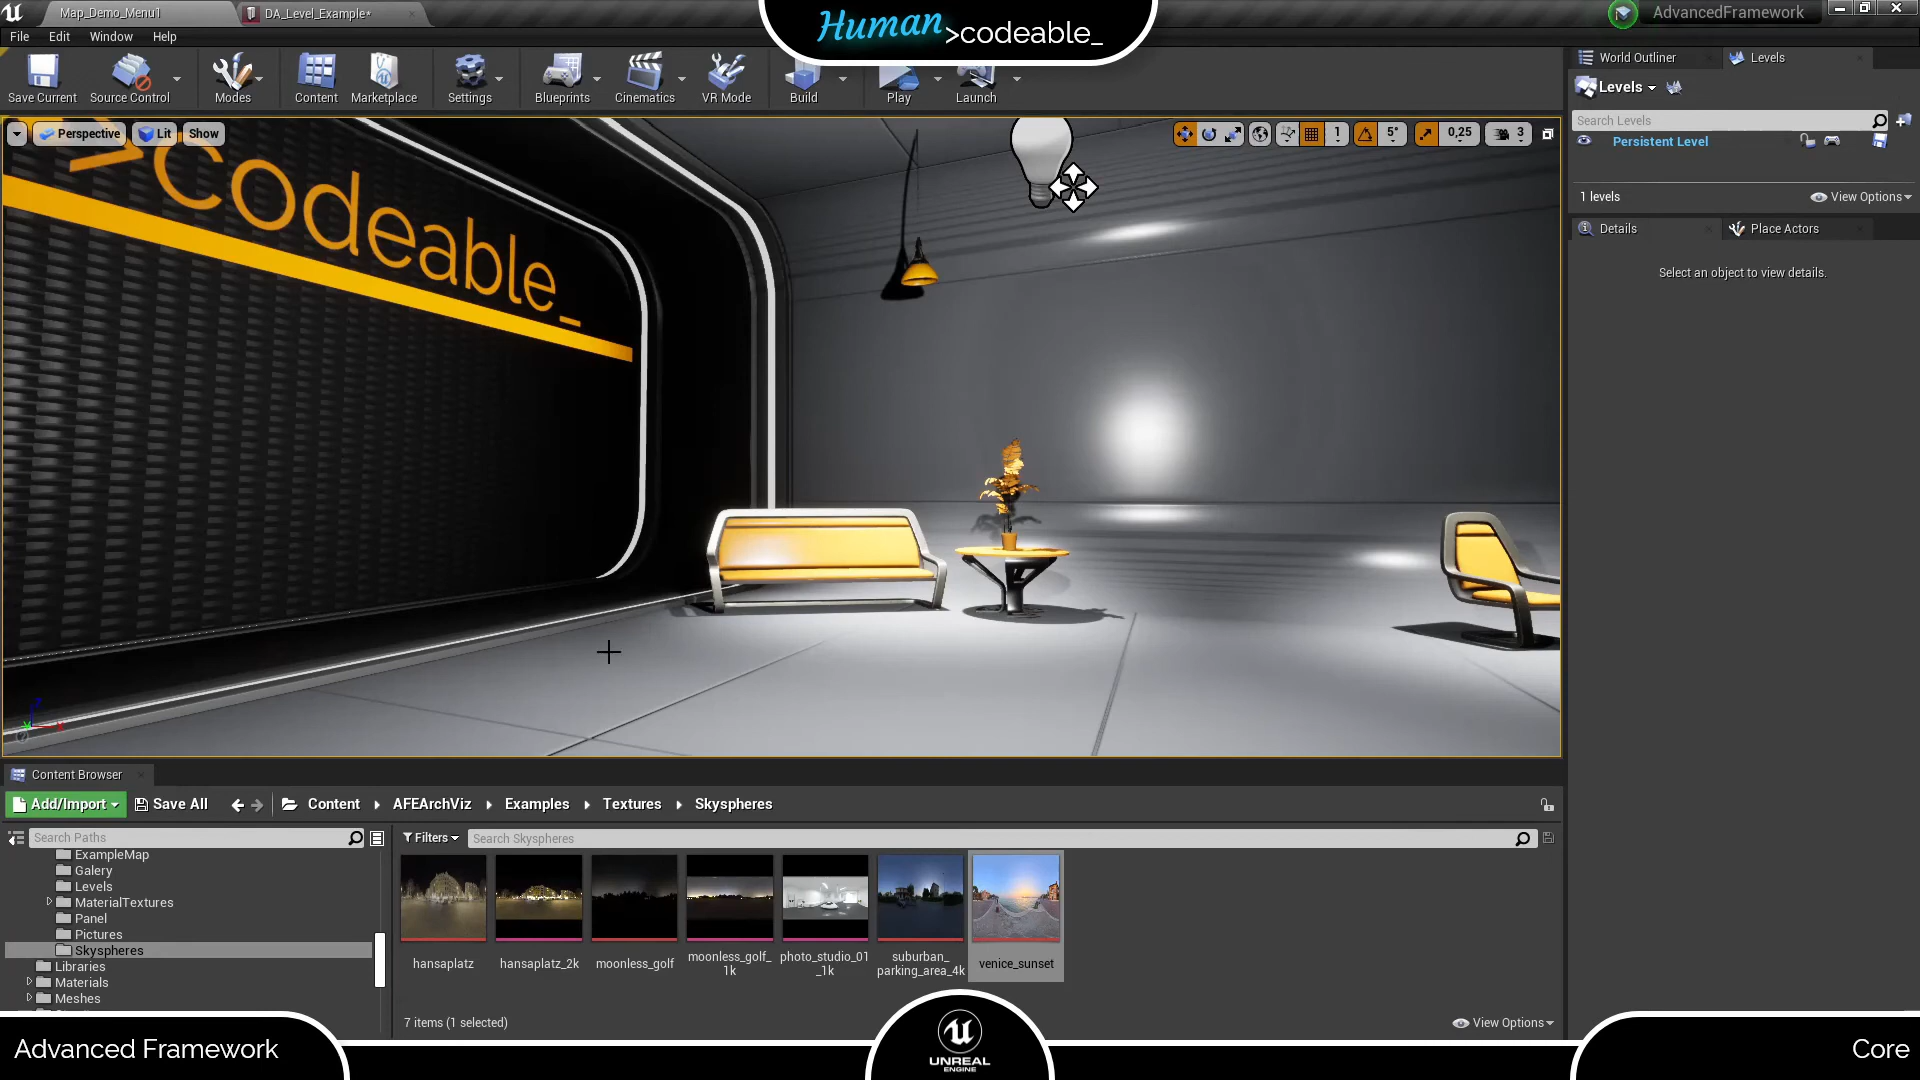 Map_Demo_Menu1
DA_Level_Example*
Human >codeable_
AdvancedFramework
File Edit Window Help
Save Current
Source Control
Modes
Content
Marketplace
Settings
Blueprints
Cinematics
VR Mode
Build
Play
Launch
World Outliner
Levels
Levels
Search Levels
Persistent Level
1 levels
View Options
Details
Place Actors
Select an object to view details.
Perspective
Lit
Show
1
5°
0,25
3
>Codeable_
Content Browser
Add/Import
Save All
Content
AFEArchViz
Examples
Textures
Skyspheres
Search Paths
Filters
Search Skyspheres
ExampleMap
Galery
Levels
MaterialTextures
Panel
Pictures
Skyspheres
Libraries
Materials
Meshes
hansaplatz
hansaplatz_2k
moonless_golf
moonless_golf_
1k
photo_studio_01
_1k
suburban_
parking_area_4k
venice_sunset
7 items (1 selected)
View Options
Advanced Framework
UNREAL
ENGINE
Core